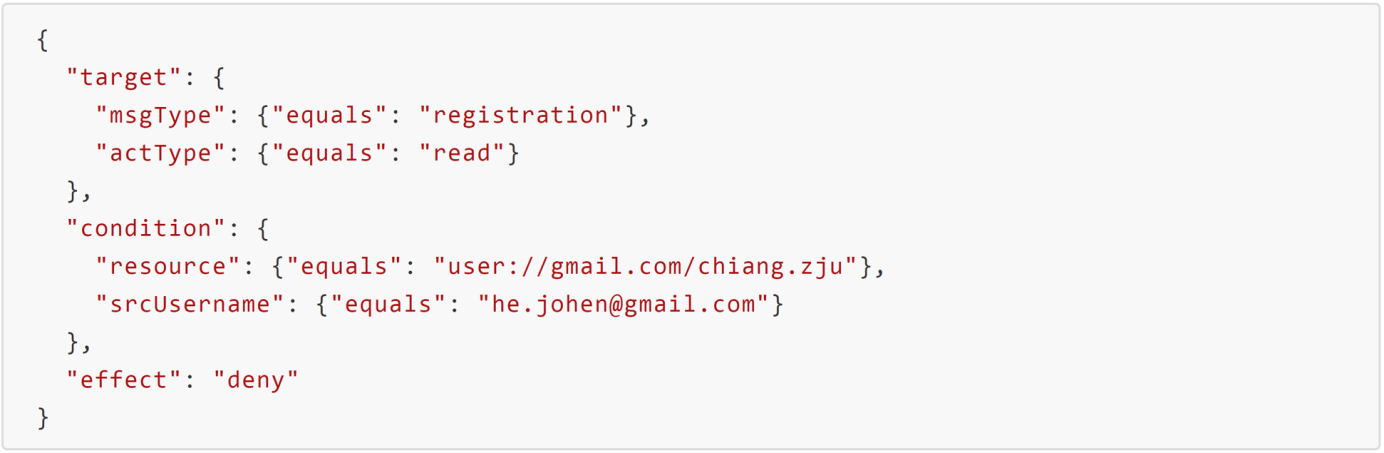 {
  "target": {
    "msgType": {"equals": "registration"},
    "actType": {"equals": "read"}
  },
  "condition": {
    "resource": {"equals": "user://gmail.com/chiang.zju"},
    "srcUsername": {"equals": "he.johen@gmail.com"}
  },
  "effect": "deny"
}